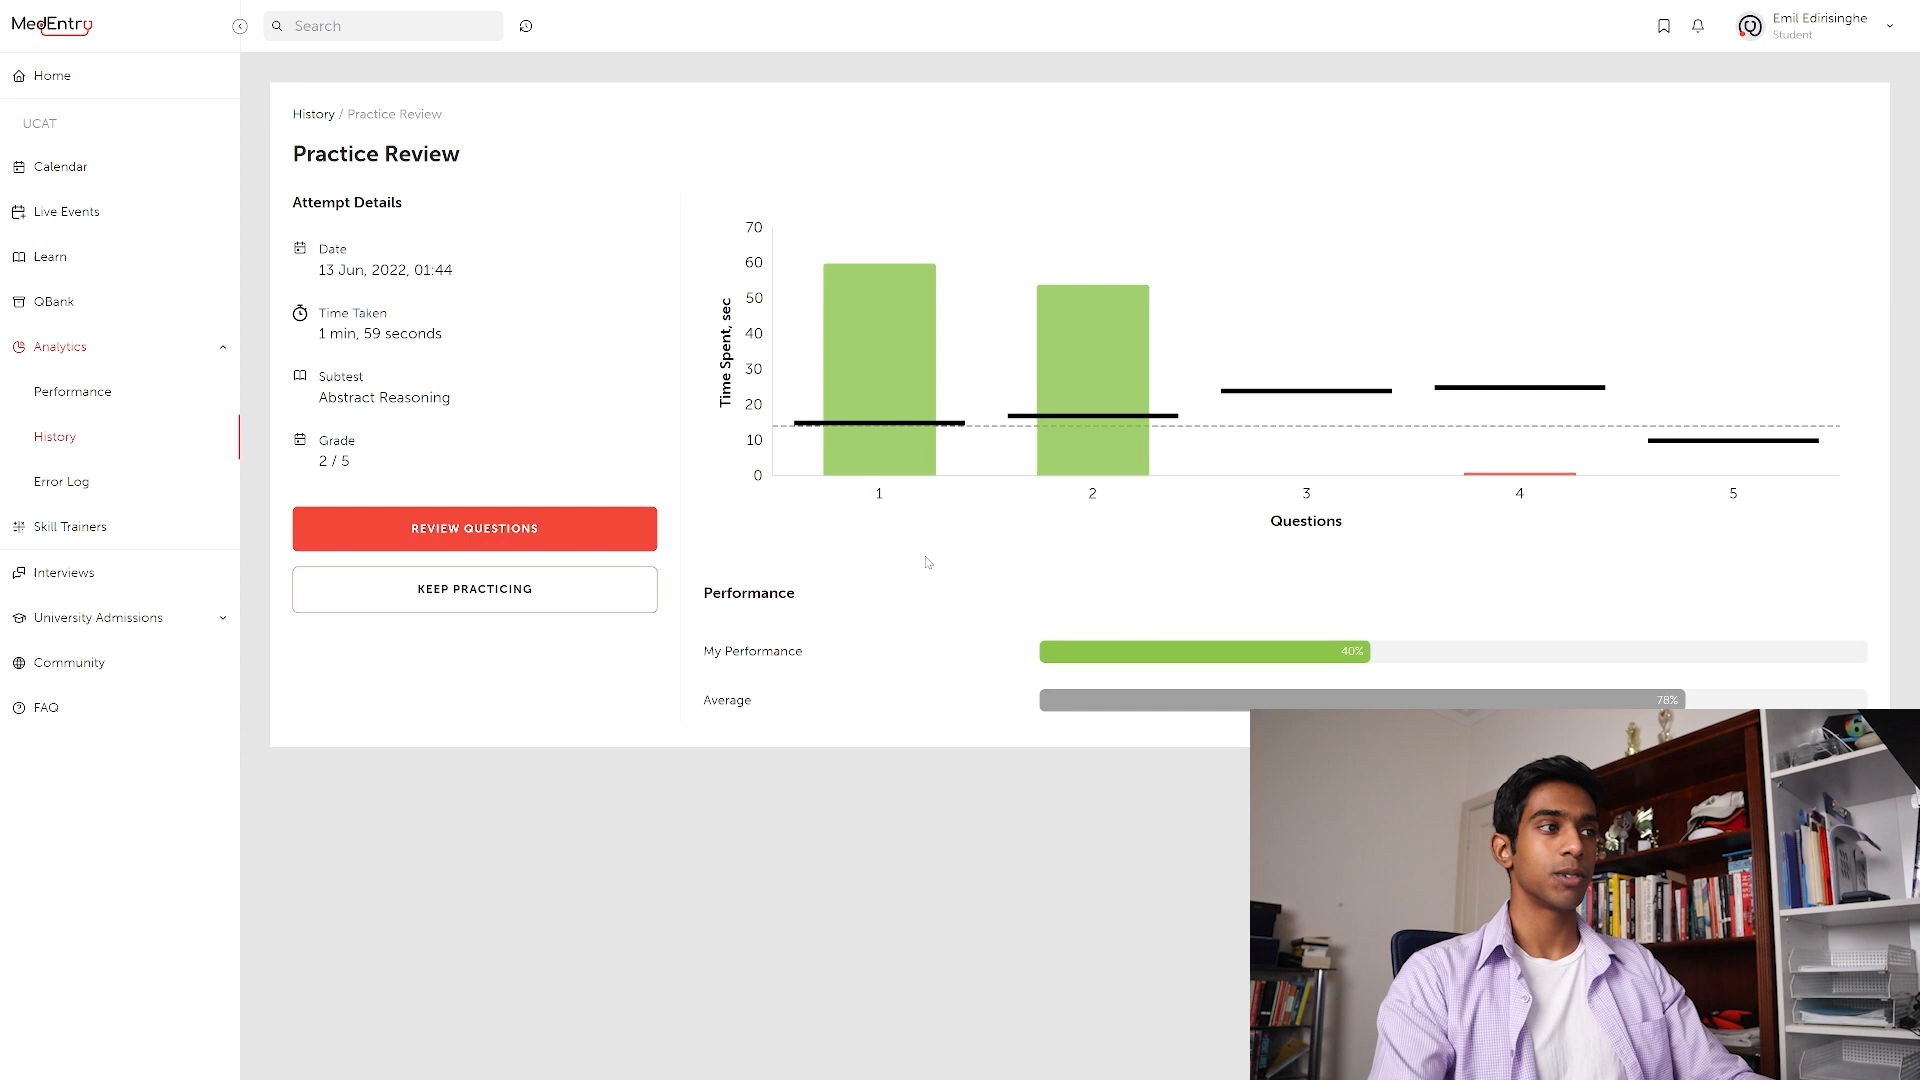 MedEntry
Search
Emil Edirisinghe
Student
Home
UCAT
Calendar
Live Events
Learn
QBank
Analytics
Performance
History
Error Log
Skill Trainers
Interviews
University Admissions
Community
FAQ
History / Practice Review
Practice Review
Attempt Details
Date
13 Jun, 2022, 01:44
Time Taken
1 min, 59 seconds
Subtest
Abstract Reasoning
Grade
2 / 5
REVIEW QUESTIONS
KEEP PRACTICING
Time Spent, sec
70
60
50
40
30
20
10
0
1 2 3 4 5
Questions
Performance
My Performance
40%
Average
78%